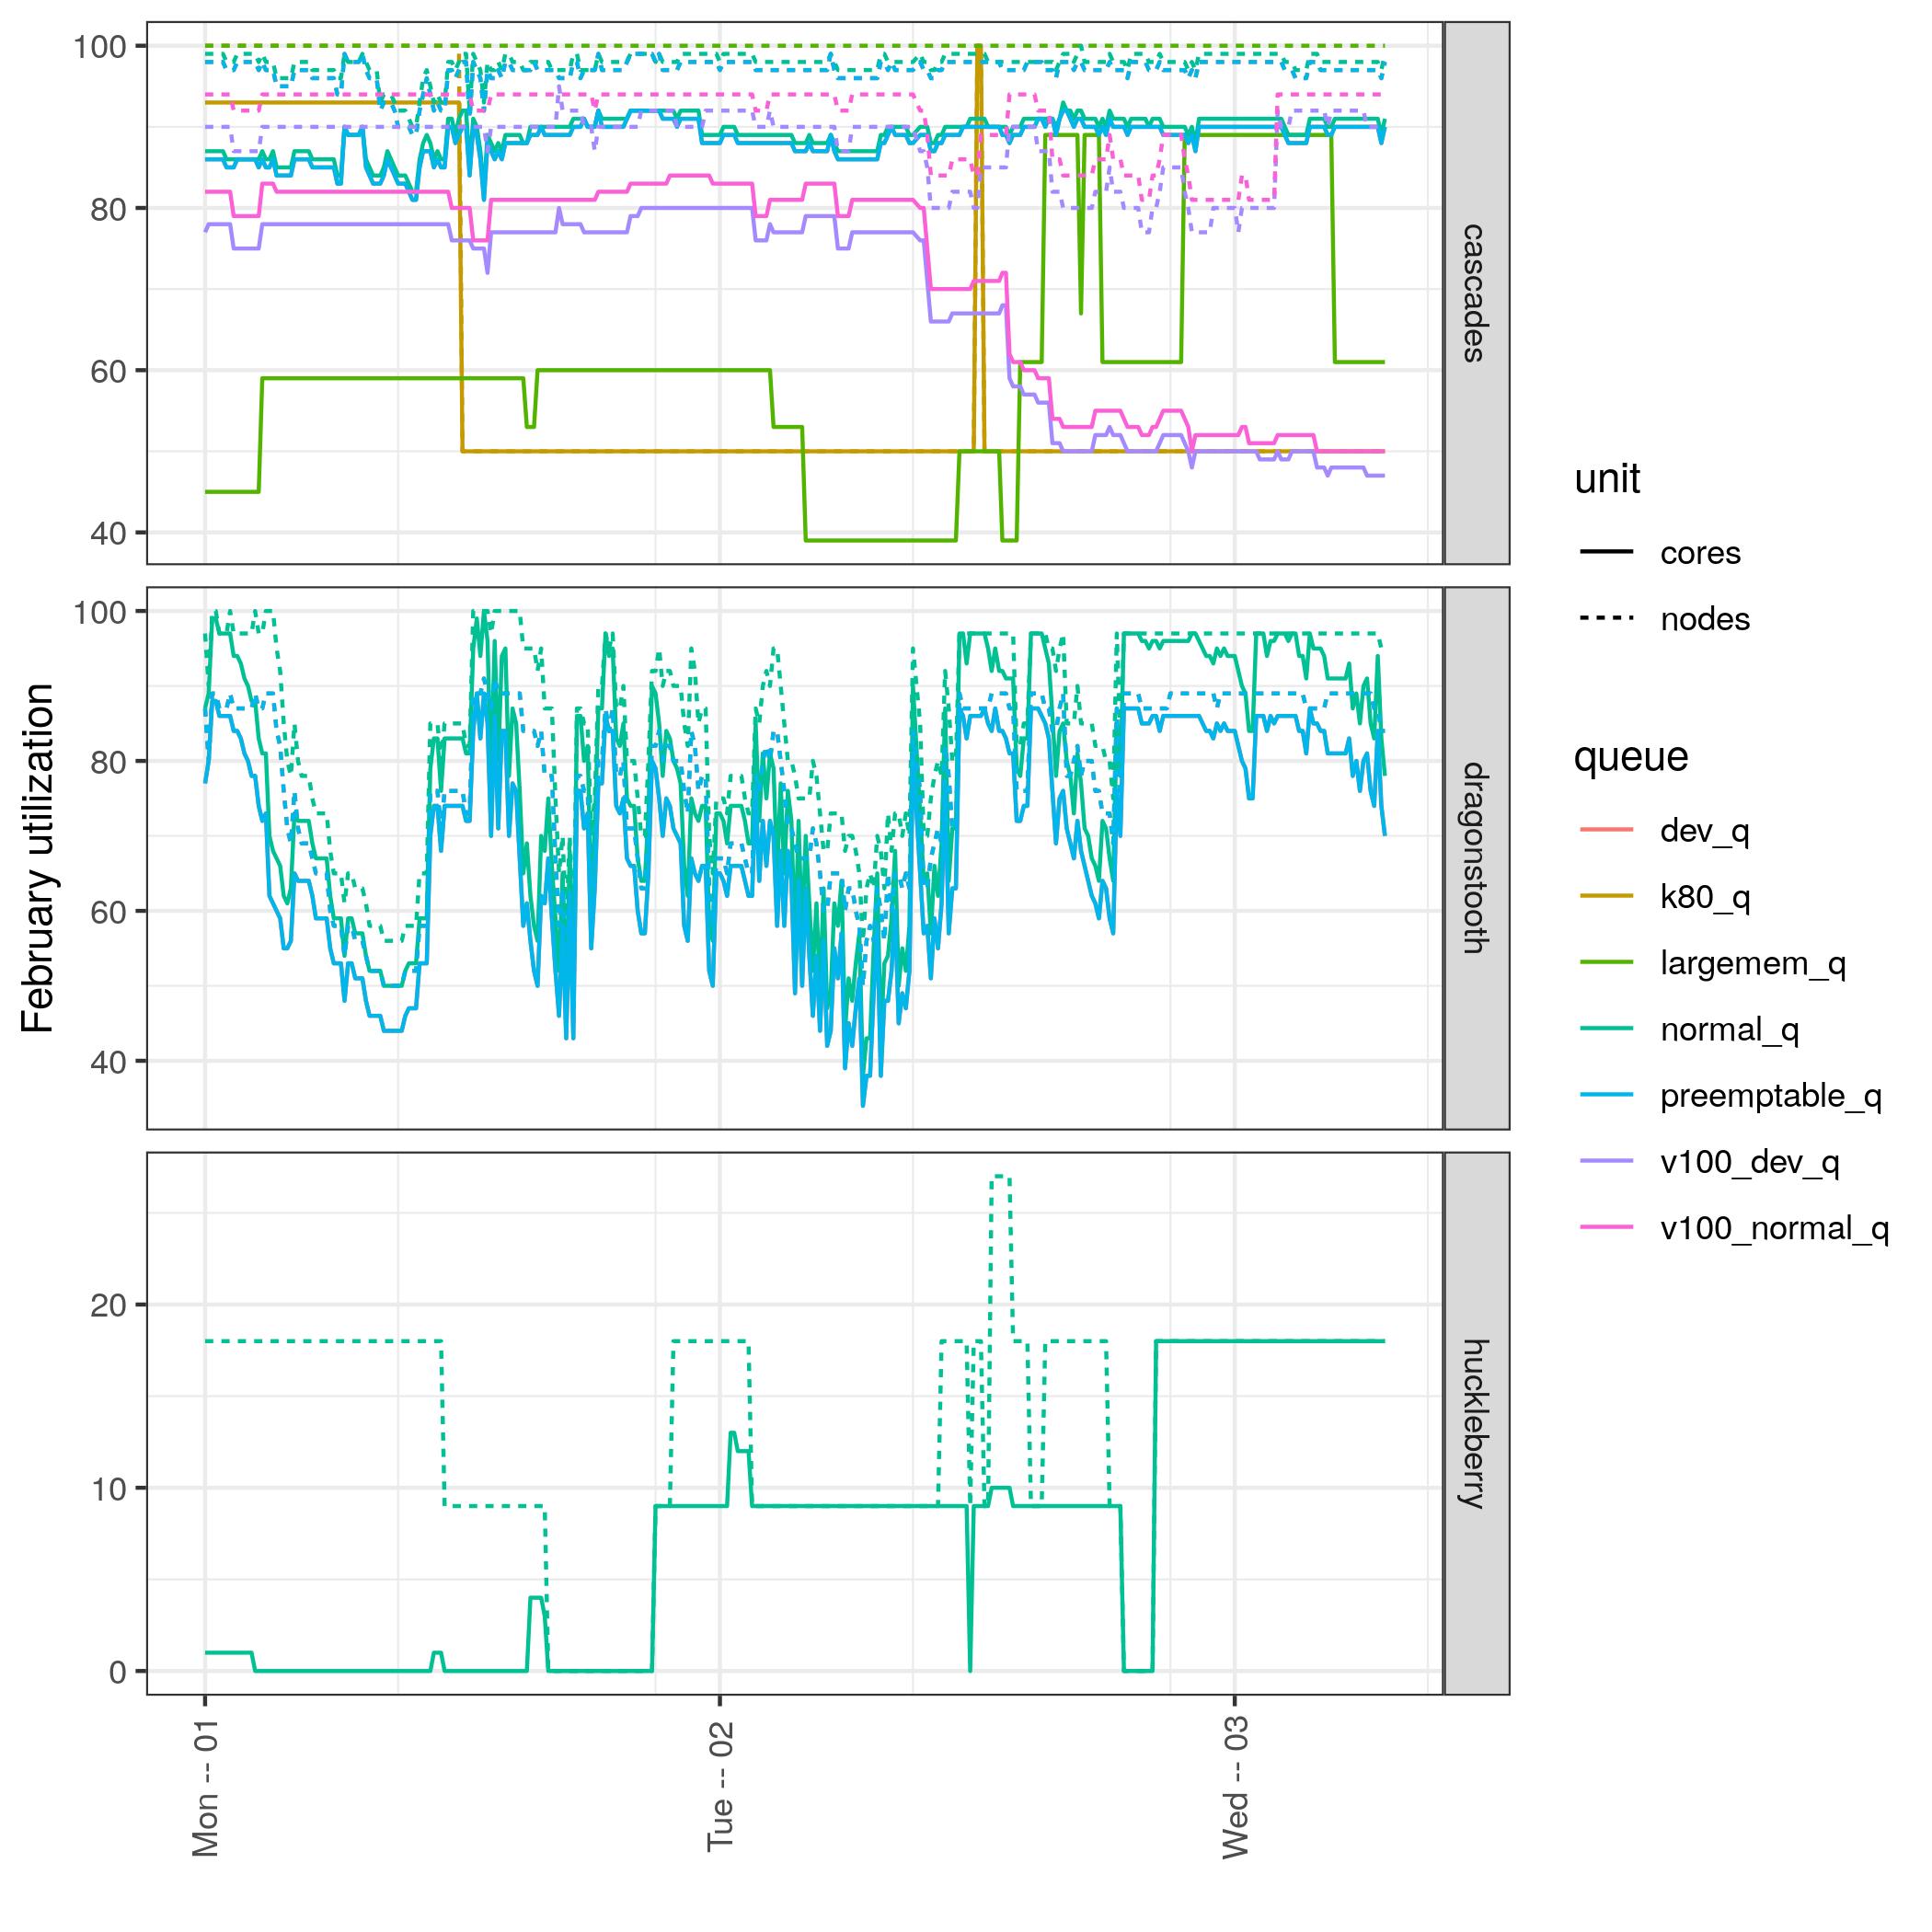 February utilization
100
80
60
40
cascades
100
80
60
40
dragonstooth
20
10
0
huckleberry
Mon -- 01
Tue -- 02
Wed -- 03
unit
cores
nodes
queue
dev_q
k80_q
largemem_q
normal_q
preemptable_q
v100_dev_q
v100_normal_q